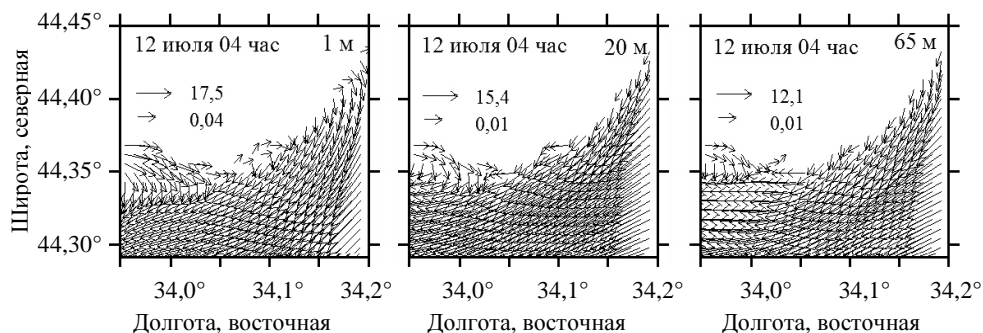 44,45°
44,40°
44,35°
44,30°
Широта, северная
12 июля 04 час 1 м
17,5
0,04
34,0° 34,1° 34,2°
Долгота, восточная
12 июля 04 час 20 м
15,4
0,01
34,0° 34,1° 34,2°
Долгота, восточная
12 июля 04 час 65 м
12,1
0,01
34,0° 34,1° 34,2°
Долгота, восточная